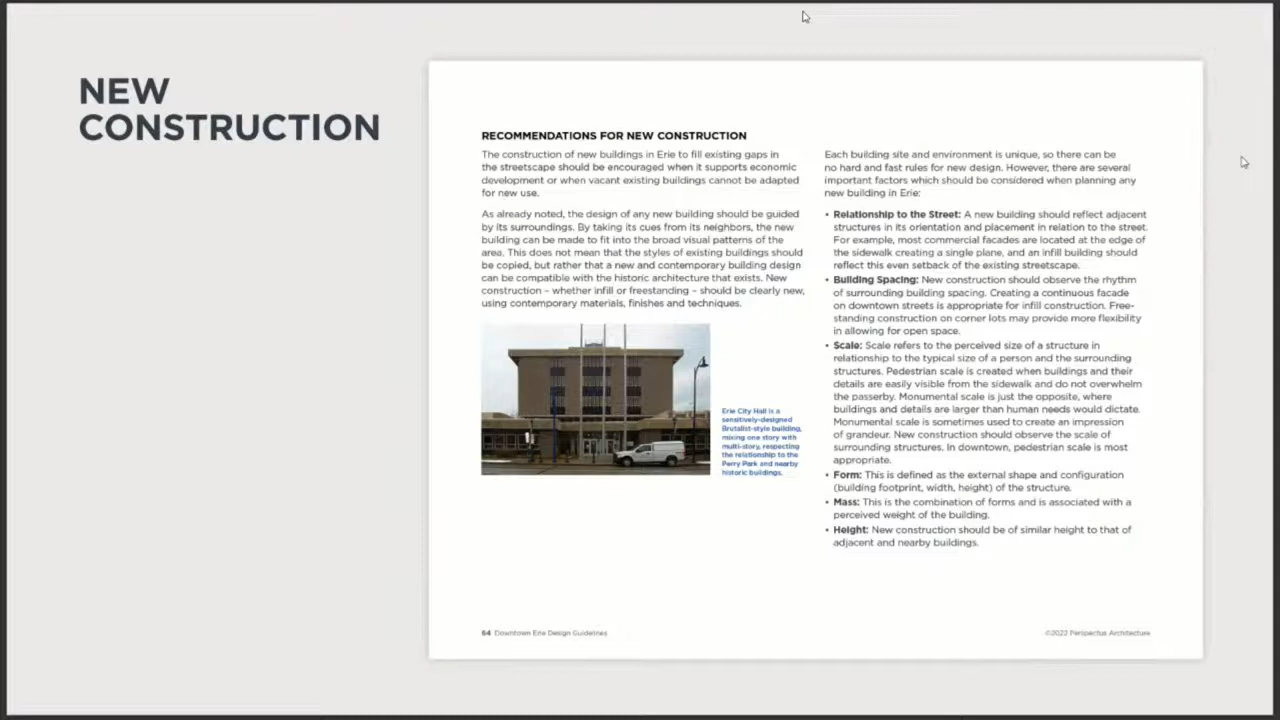 NEW
CONSTRUCTION
RECOMMENDATIONS FOR NEW CONSTRUCTION
The construction of new buildings in Erie to fill existing gaps in
the streetscape should be encouraged when it supports economic
development or when vacant existing buildings cannot be adapted
for new use.
As already noted, the design of any new building should be guided
by its surroundings. By taking its cues from its neighbors, the new
building can be made to fit into the broad visual patterns of the
area. This does not mean that the styles of existing buildings should
be copied, but rather that a new and contemporary building design
can be compatible with the historic architecture that exists. New
construction – whether infill or freestanding – should be clearly new,
using contemporary materials, finishes and techniques.
Erie City Hall is a
sensitively-designed
Brutalist-style building,
mixing one story with
multi-story, respecting
the relationship to the
Perry Park and nearby
historic buildings.
Each building site and environment is unique, so there can be
no hard and fast rules for new design. However, there are several
important factors which should be considered when planning any
new building in Erie:
• Relationship to the Street: A new building should reflect adjacent
structures in its orientation and placement in relation to the street.
For example, most commercial facades are located at the edge of
the sidewalk creating a single plane, and an infill building should
reflect this even setback of the existing streetscape.
• Building Spacing: New construction should observe the rhythm
of surrounding building spacing. Creating a continuous facade
on downtown streets is appropriate for infill construction. Free-
standing construction on corner lots may provide more flexibility
in allowing for open space.
• Scale: Scale refers to the perceived size of a structure in
relationship to the typical size of a person and the surrounding
structures. Pedestrian scale is created when buildings and their
details are easily visible from the sidewalk and do not overwhelm
the passerby. Monumental scale is just the opposite, where
buildings and details are larger than human needs would dictate.
Monumental scale is sometimes used to create an impression
of grandeur. New construction should observe the scale of
surrounding structures. In downtown, pedestrian scale is most
appropriate.
• Form: This is defined as the external shape and configuration
(building footprint, width, height) of the structure.
• Mass: This is the combination of forms and is associated with a
perceived weight of the building.
• Height: New construction should be of similar height to that of
adjacent and nearby buildings.
64 Downtown Erie Design Guidelines
©2022 Perspectus Architecture